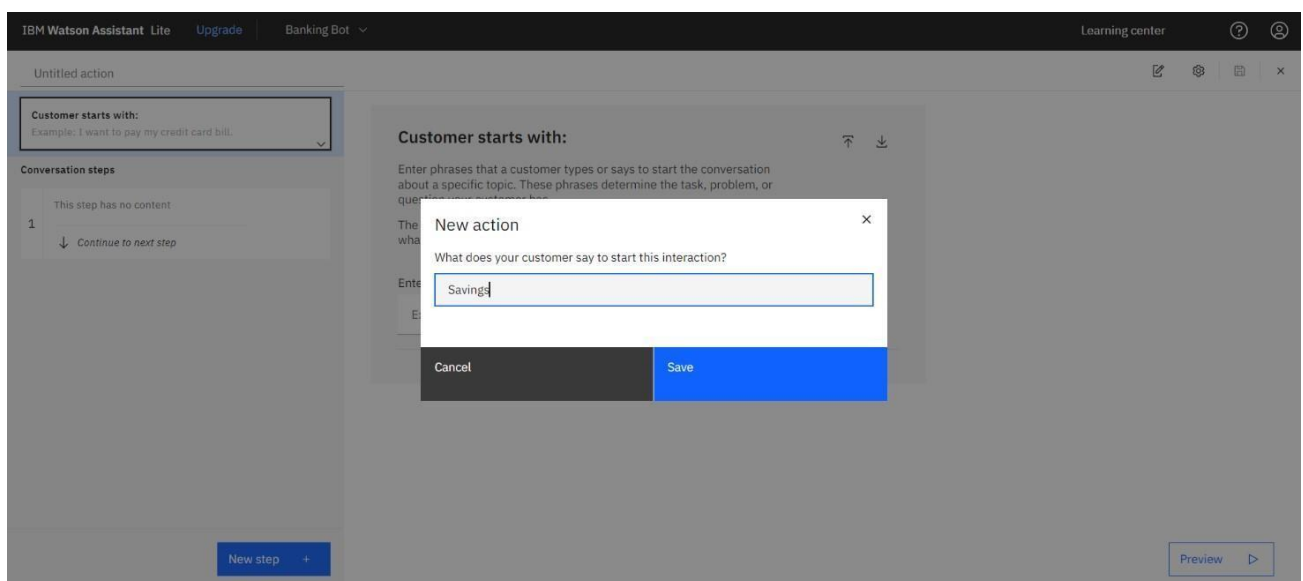 IBM Watson Assistant Lite Upgrade Banking Bot Learning center
Untitled action
Customer starts with:
Example: I want to pay my credit card bill.
Conversation steps
1
This step has no content
Continue to next step
New step +
Customer starts with:
Enter phrases that a customer types or says to start the conversation
about a specific topic. These phrases determine the task, problem, or
The
Ente
New action
What does your customer say to start this interaction?
Savings
Cancel Save
Preview